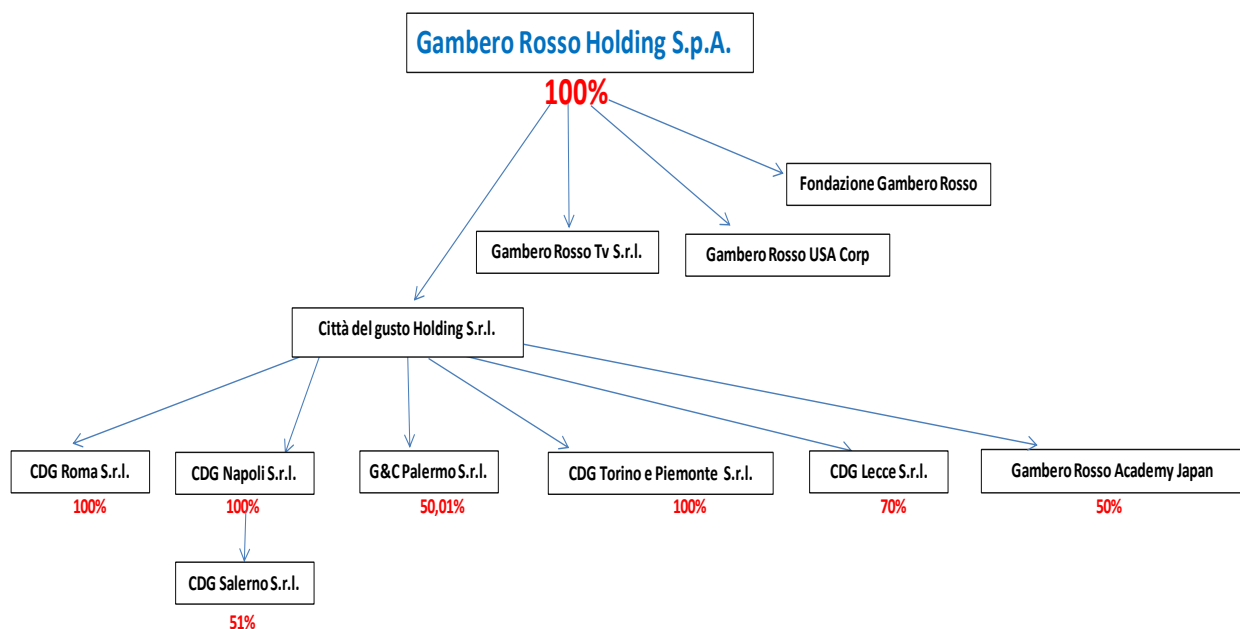 Gambero Rosso Holding S.p.A.
100%
Fondazione Gambero Rosso
Gambero Rosso Tv S.r.l.
Gambero Rosso USA Corp
Città del gusto Holding S.r.l.
CDG Roma S.r.l.
CDG Napoli S.r.l.
G&C Palermo S.r.l.
CDG Torino e Piemonte S.r.l.
CDG Lecce S.r.l.
Gambero Rosso Academy Japan
100%
100%
50,01%
100%
70%
50%
CDG Salerno S.r.l.
51%